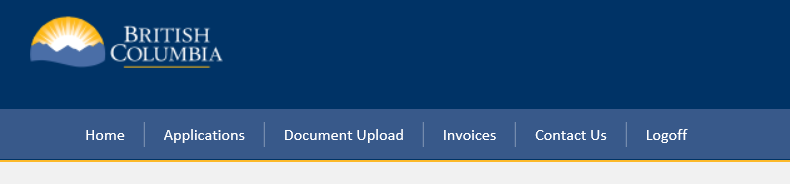 BRITISH
COLUMBIA
Home Applications Document Upload Invoices Contact Us Logoff